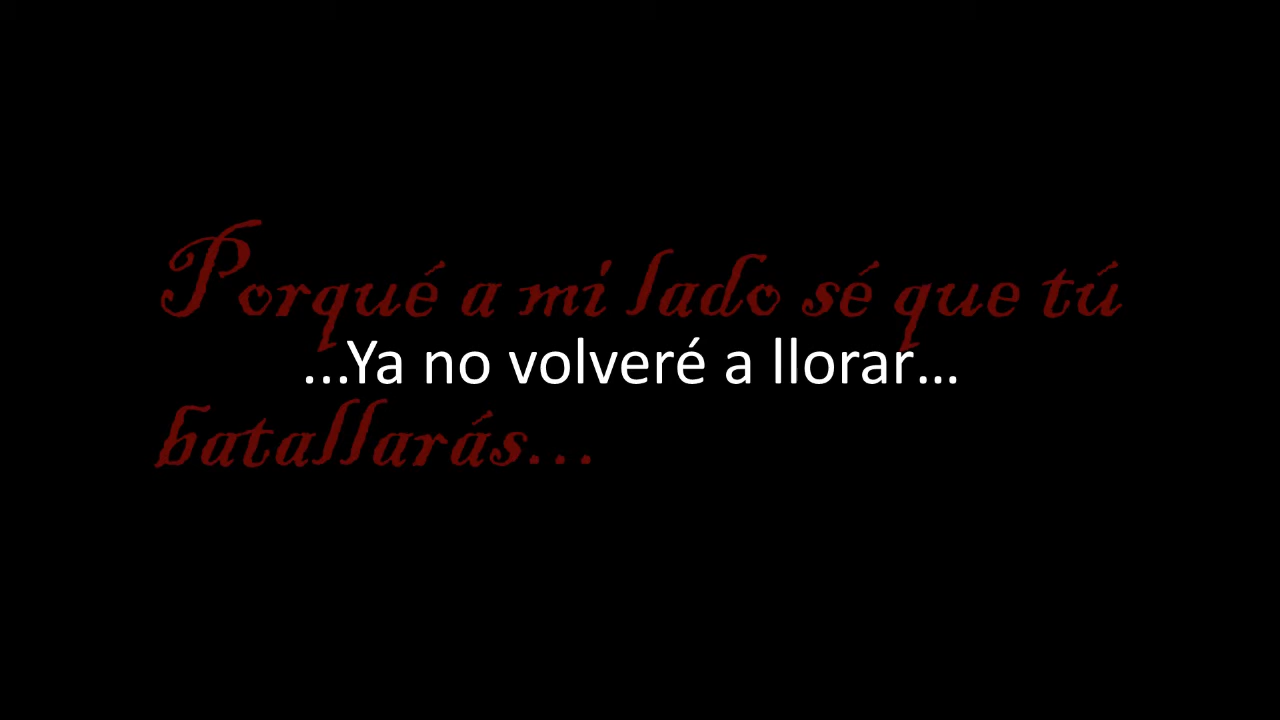 Porqué a mi lado sé que tú
...Ya no volveré a llorar...
batallarás...